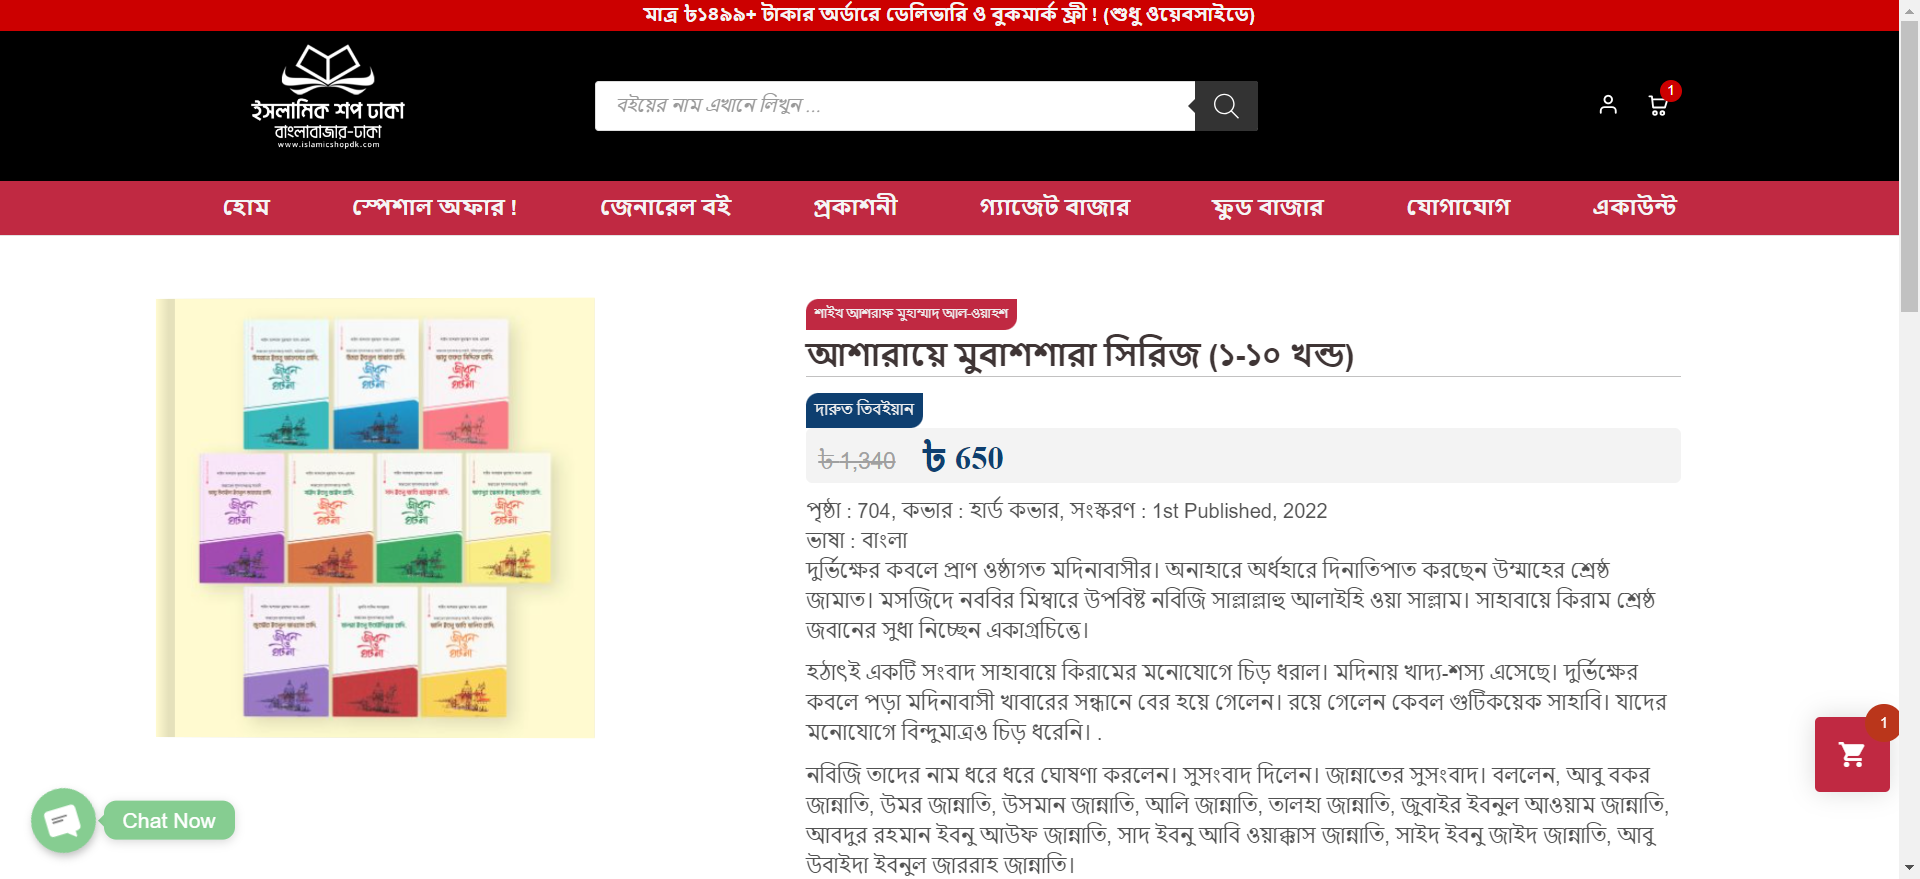 মাত্র ৳১৪৯৯+ টাকার অর্ডারে ডেলিভারি ও বুকমার্ক ফ্রী ! (শুধু ওয়েবসাইডে)
ইসলামিক শপ ঢাকা
বাংলাবাজার-ঢাকা
www.islamicshopdk.com
বইয়ের নাম এখানে লিখুন ...
1
হোম
স্পেশাল অফার !
জেনারেল বই
প্রকাশনী
গ্যাজেট বাজার
ফুড বাজার
যোগাযোগ
একাউন্ট
শাইখ আশরাফ মুহাম্মাদ আল-ওয়াহশ
আশারায়ে মুবাশশারা সিরিজ (১-১০ খন্ড)
দারুত তিবইয়ান
৳ 1,340 ৳ 650
পৃষ্ঠা : 704, কভার : হার্ড কভার, সংস্করণ : 1st Published, 2022
ভাষা : বাংলা
দুর্ভিক্ষের কবলে প্রাণ ওষ্ঠাগত মদিনাবাসীর। অনাহারে অর্ধহারে দিনাতিপাত করছেন উম্মাহের শ্রেষ্ঠ
জামাত। মসজিদে নববির মিম্বারে উপবিষ্ট নবিজি সাল্লাল্লাহু আলাইহি ওয়া সাল্লাম। সাহাবায়ে কিরাম শ্রেষ্ঠ
জবানের সুধা নিচ্ছেন একাগ্রচিত্তে।
হঠাৎই একটি সংবাদ সাহাবায়ে কিরামের মনোযোগে চিড় ধরাল। মদিনায় খাদ্য-শস্য এসেছে। দুর্ভিক্ষের
কবলে পড়া মদিনাবাসী খাবারের সন্ধানে বের হয়ে গেলেন। রয়ে গেলেন কেবল গুটিকয়েক সাহাবি। যাদের
মনোযোগে বিন্দুমাত্রও চিড় ধরেনি। .
নবিজি তাদের নাম ধরে ধরে ঘোষণা করলেন। সুসংবাদ দিলেন। জান্নাতের সুসংবাদ। বললেন, আবু বকর
জান্নাতি, উমর জান্নাতি, উসমান জান্নাতি, আলি জান্নাতি, তালহা জান্নাতি, জুবাইর ইবনুল আওয়াম জান্নাতি,
আবদুর রহমান ইবনু আউফ জান্নাতি, সাদ ইবনু আবি ওয়াক্কাস জান্নাতি, সাইদ ইবনু জাইদ জান্নাতি, আবু
উবাইদা ইবনুল জাররাহ জান্নাতি।
1
Chat Now